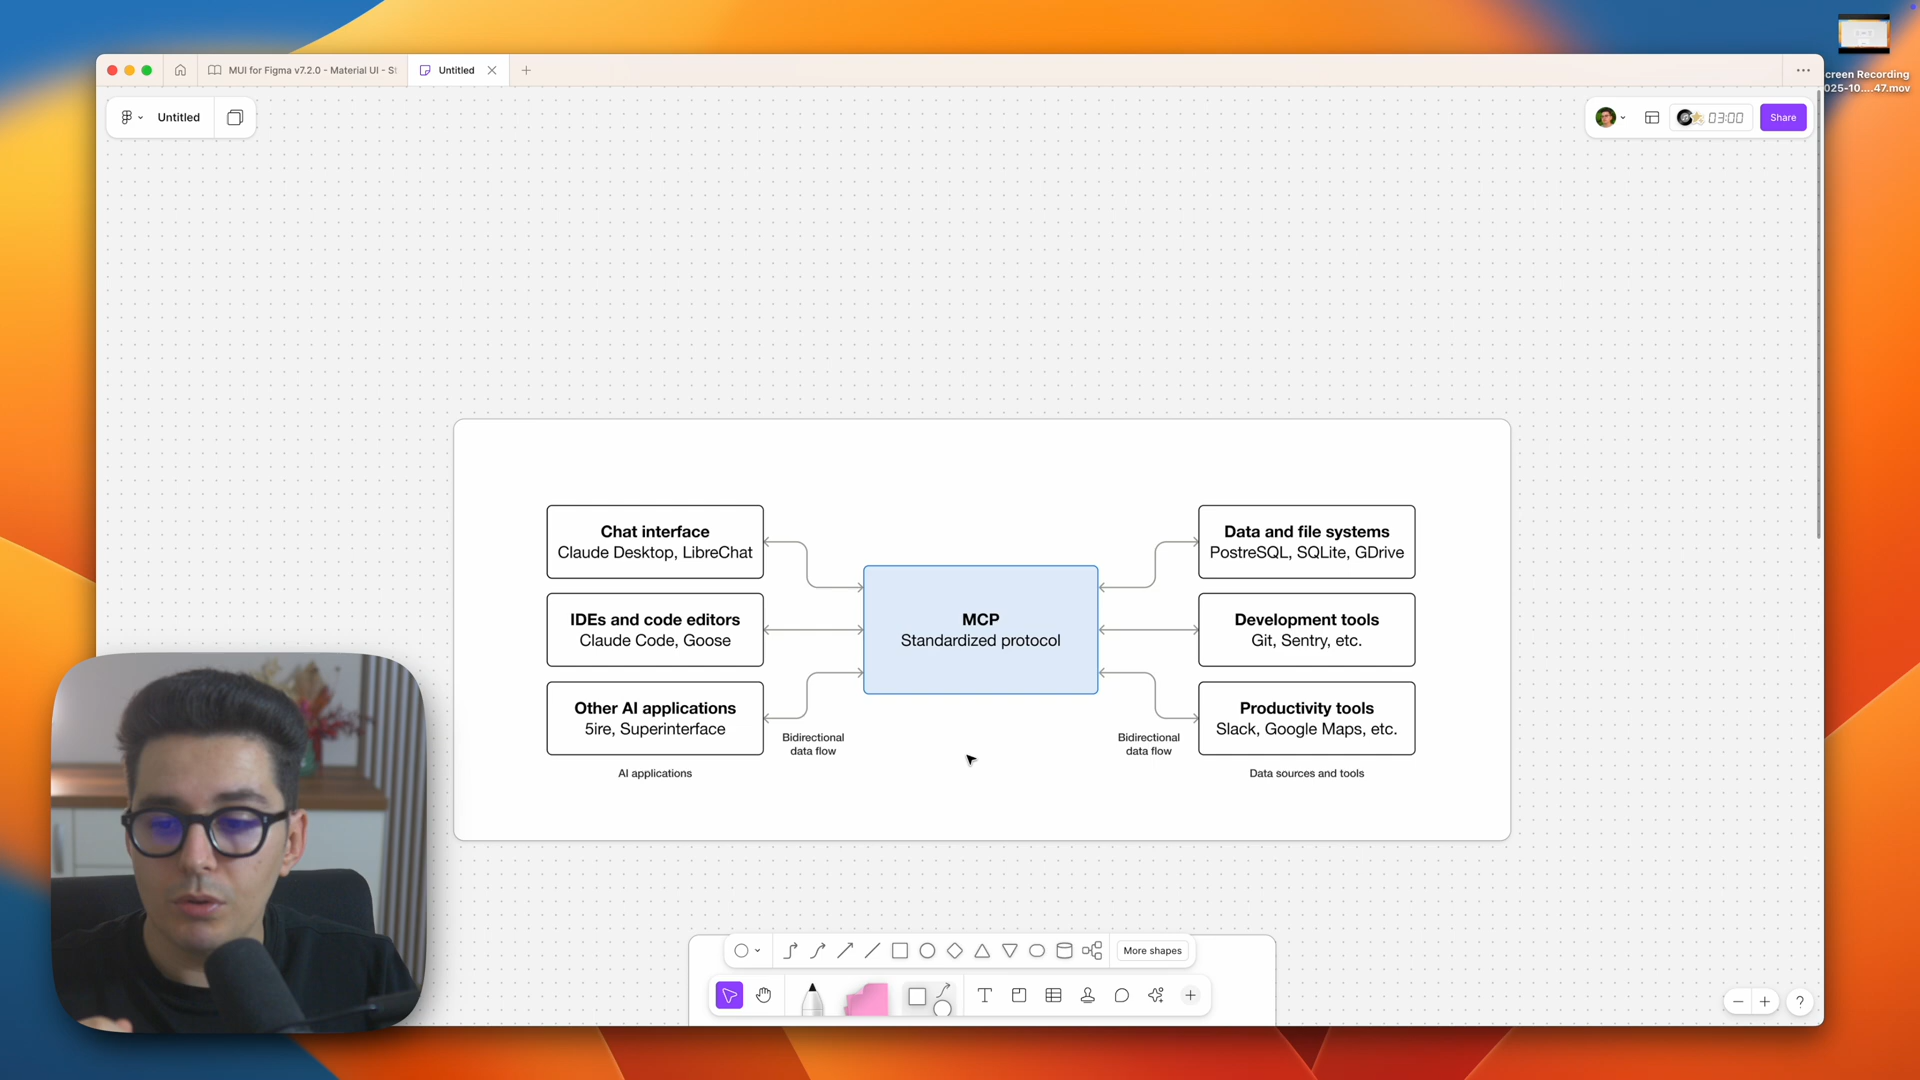 MUI for Figma v7.2.0 - Material UI - S
Untitled
Untitled
03:00
Share
creen Recording
025-10....47.mov
Chat interface
Claude Desktop, LibreChat
IDEs and code editors
Claude Code, Goose
Other AI applications
5ire, Superinterface
AI applications
Bidirectional
data flow
MCP
Standardized protocol
Bidirectional
data flow
Data and file systems
PostreSQL, SQLite, GDrive
Development tools
Git, Sentry, etc.
Productivity tools
Slack, Google Maps, etc.
Data sources and tools
More shapes